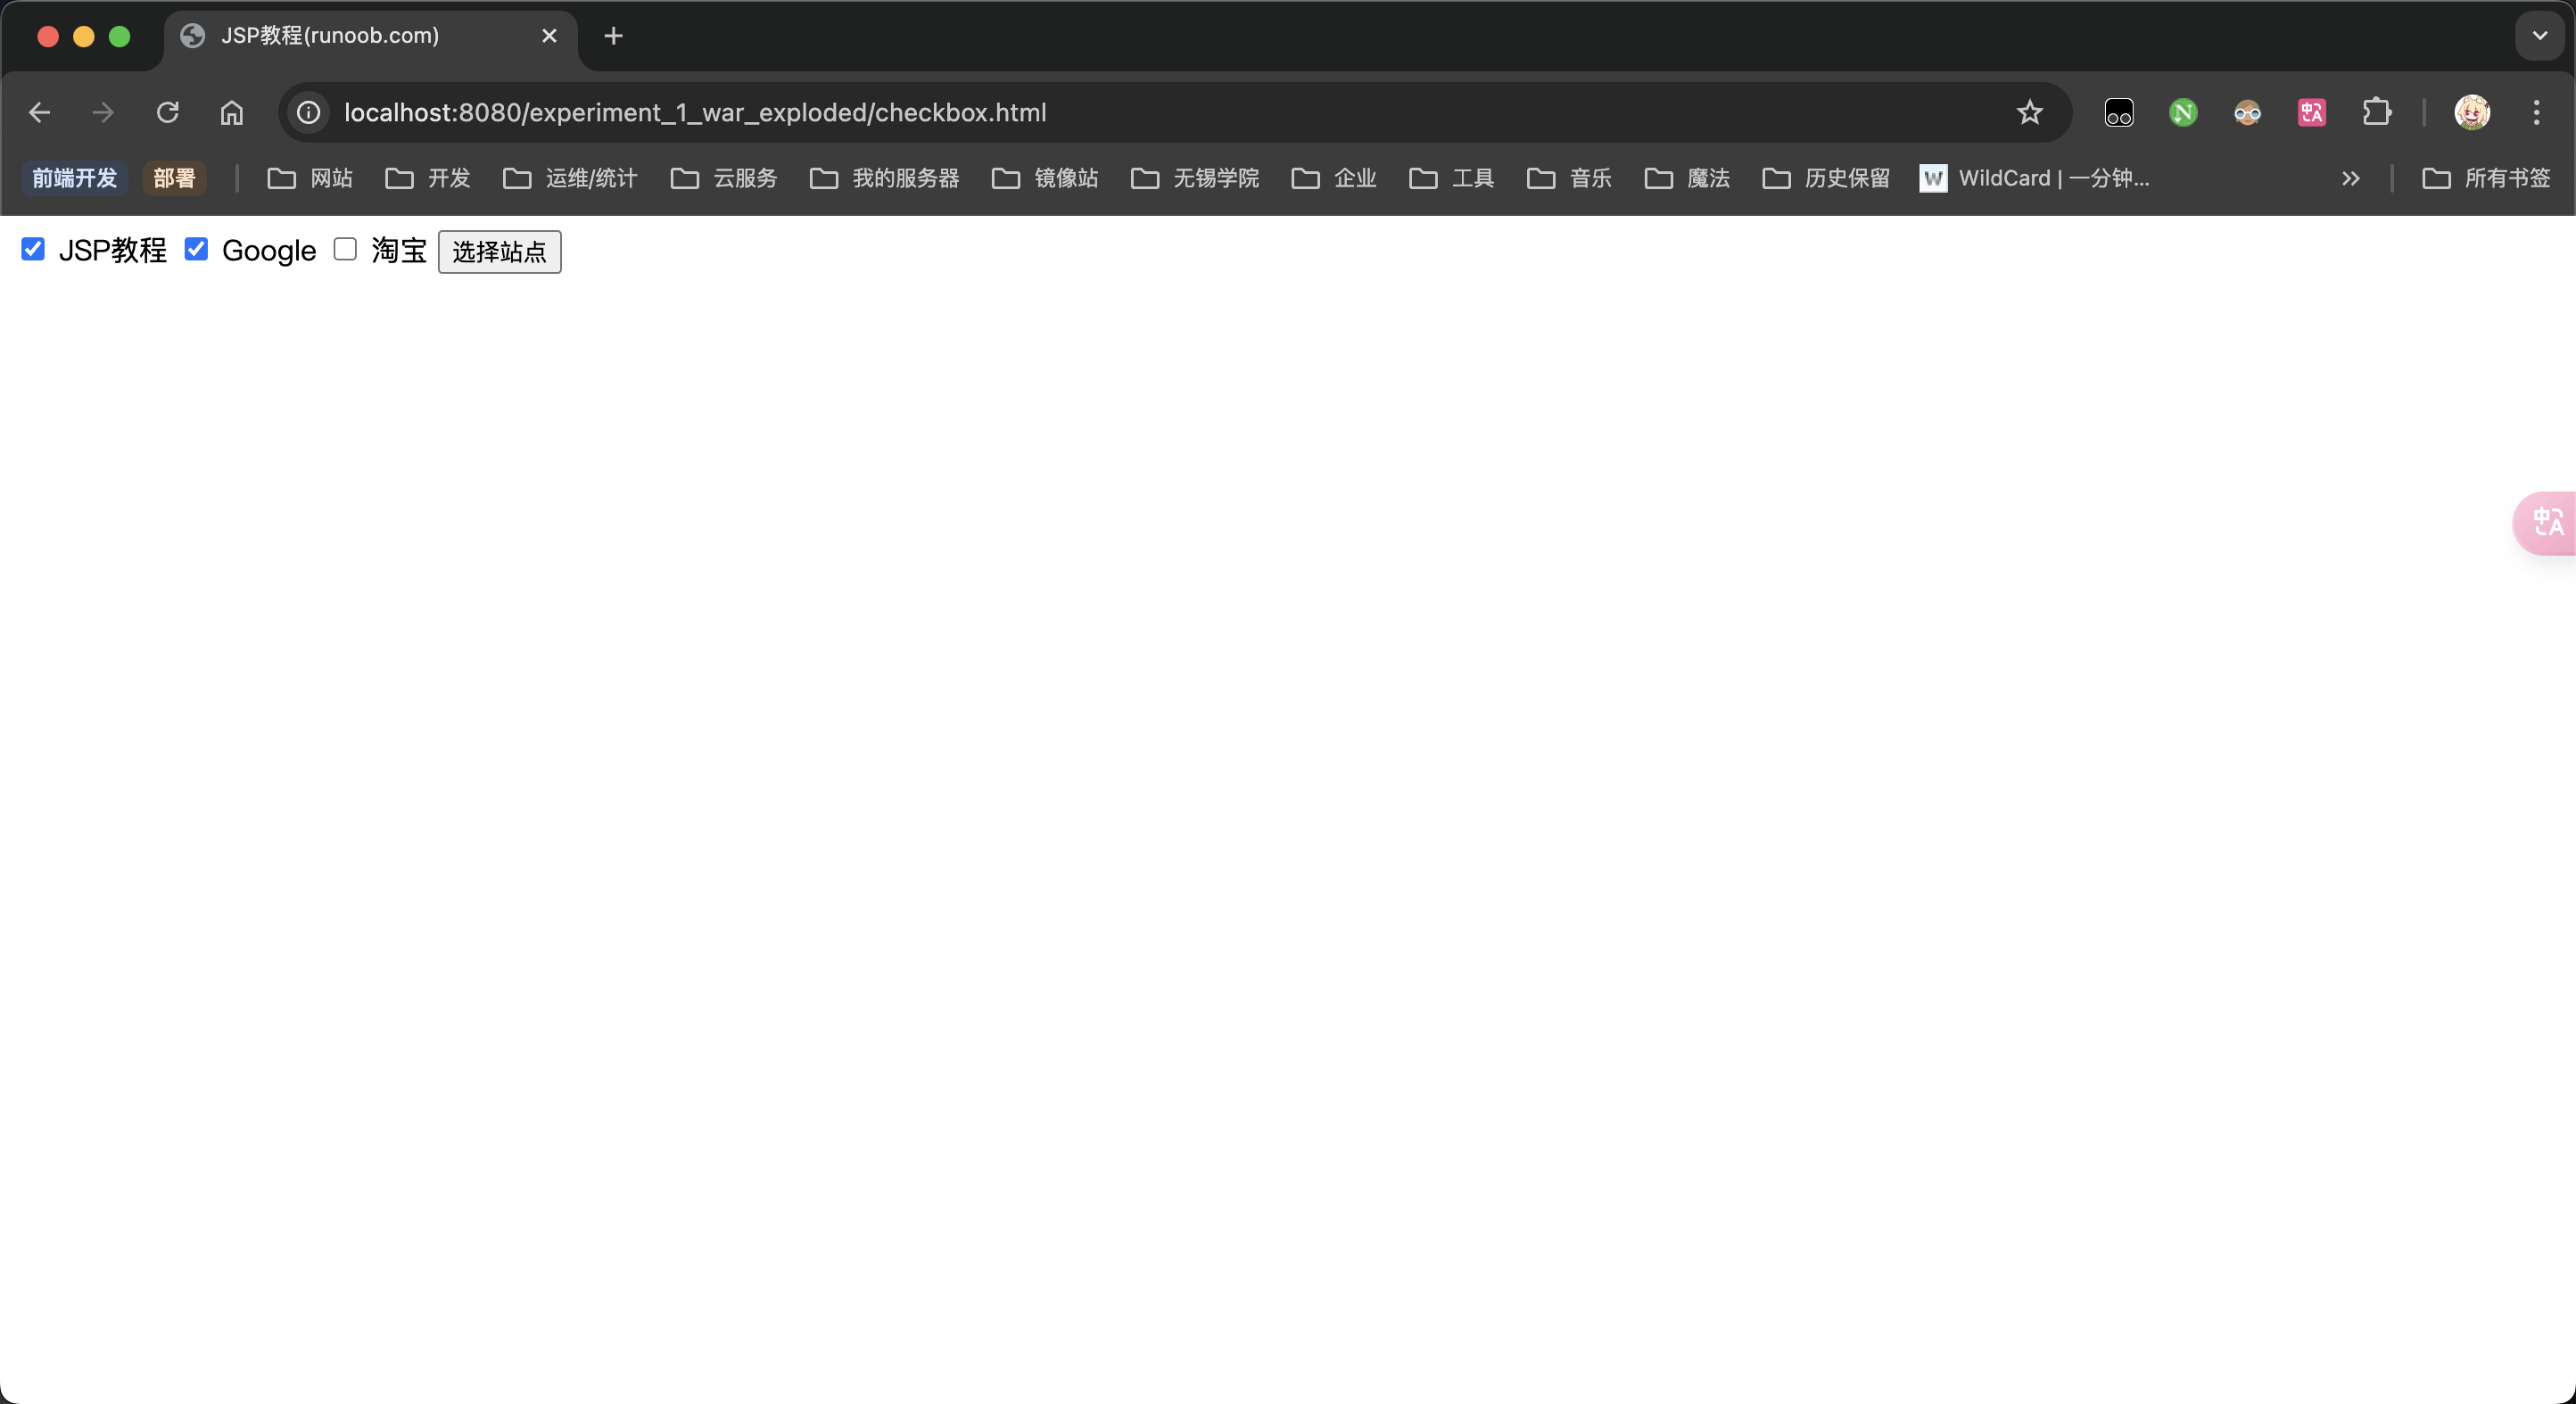 JSP教程(runoob.com)
localhost:8080/experiment_1_war_exploded/checkbox.html
前端开发 部署 网站 开发 运维/统计 云服务 我的服务器 镜像站 无锡学院 企业 工具 音乐 魔法 历史保留 W WildCard | 一分钟... 所有书签
JSP教程 Google 淘宝 选择站点